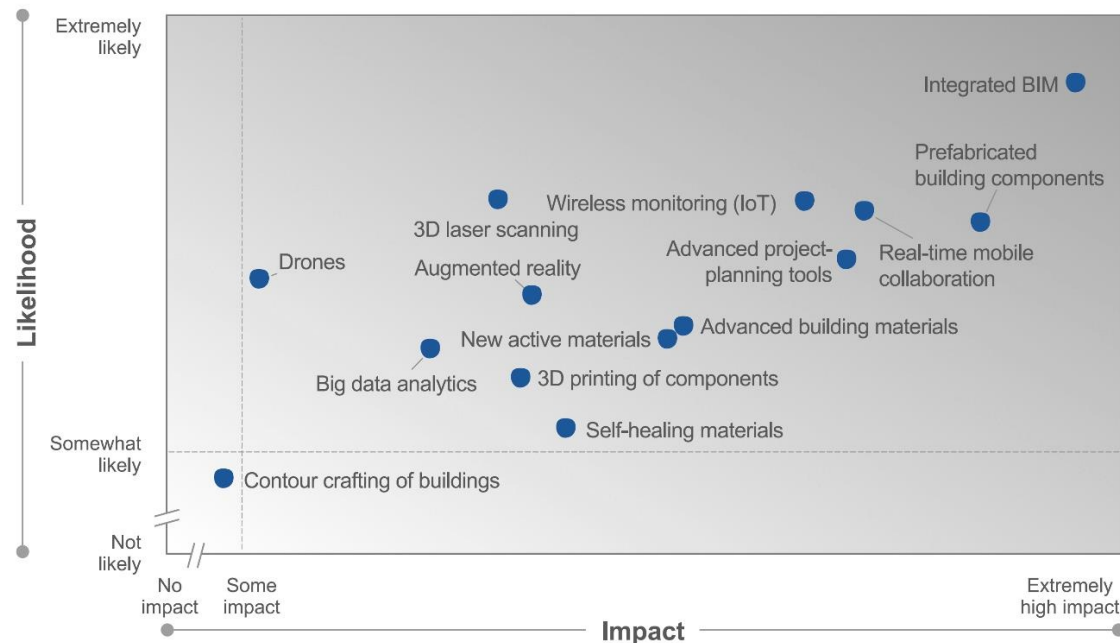 Extremely
likely
Integrated BIM
Prefabricated
building components
Wireless monitoring (IoT)
3D laser scanning
Drones
Augmented reality
Advanced project-
planning tools
Real-time mobile
collaboration
New active materials
Advanced building materials
Big data analytics
3D printing of components
Self-healing materials
Somewhat
likely
Contour crafting of buildings
Not
likely
Likelihood
No
impact
Some
impact
Extremely
high impact
Impact